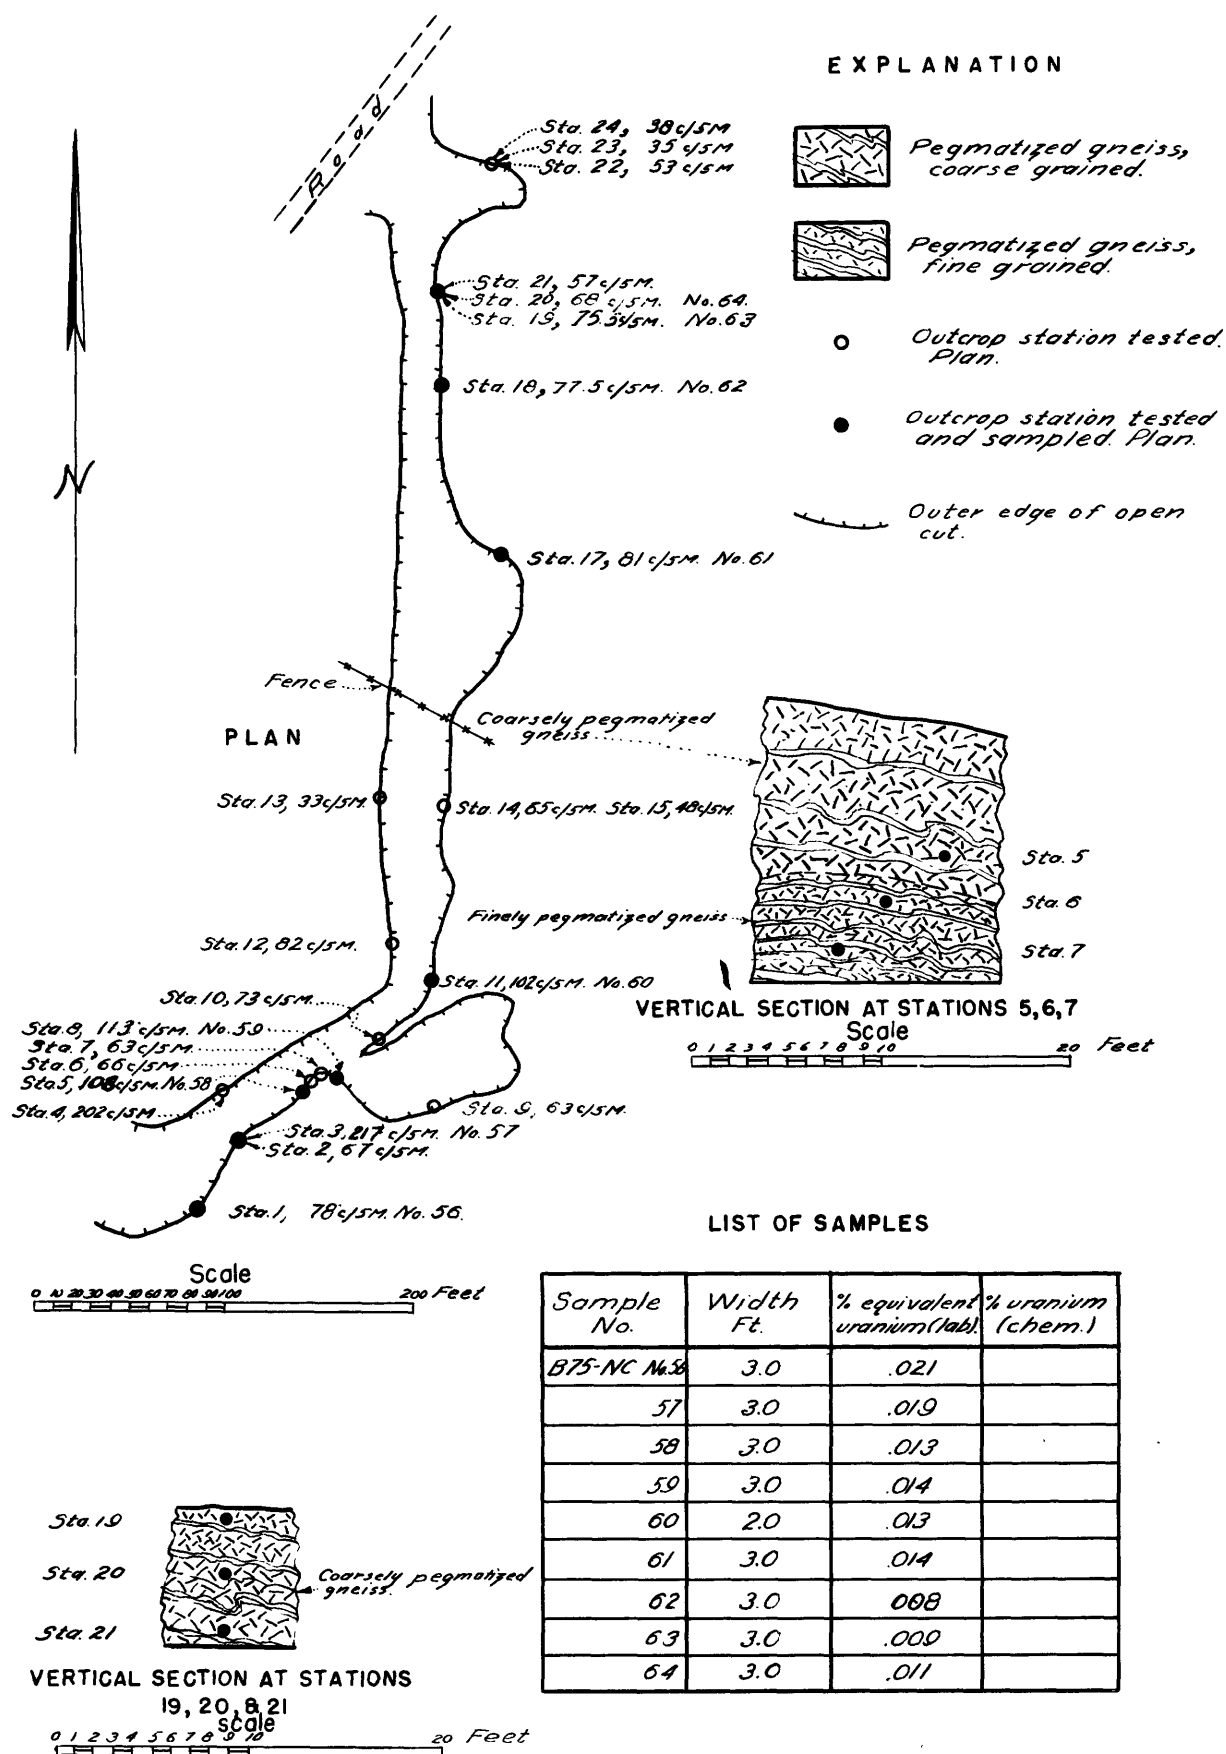 EXPLANATION
Pegmatized gneiss,
coarse grained.
Pegmatized gneiss,
fine grained.
Outcrop station tested.
Plan.
Outcrop station tested
and sampled. Plan.
Outer edge of open
cut.
Road
N
Sta. 24, 38 c/5M
Sta. 23, 35 c/5M
Sta. 22, 53 c/5M
Sta. 21, 57 c/5M.
Sta. 20, 68 c/5M. No. 64.
Sta. 19, 75.5 c/5M. No. 63
Sta. 18, 77.5 c/5M. No. 62
Sta. 17, 81 c/5M. No. 61
Fence
PLAN
Coarsely pegmatized
gneiss
Sta. 13, 33 c/5M.
Sta. 14, 65 c/5M. Sta. 15, 48 c/5M.
Sta. 5
Sta. 6
Sta. 7
Finely pegmatized gneiss
Sta. 12, 82 c/5M.
Sta. 11, 102 c/5M. No. 60
Sta. 10, 73 c/5M.
VERTICAL SECTION AT STATIONS 5,6,7
Scale
0 1 2 3 4 5 6 7 8 9 10 20 Feet
Sta. 8, 113 c/5M. No. 59
Sta. 7, 63 c/5M.
Sta. 6, 66 c/5M.
Sta. 5, 108 c/5M. No. 58
Sta. 4, 202 c/5M
Sta. 9, 63 c/5M.
Sta. 3, 217 c/5M. No. 57
Sta. 2, 67 c/5M.
Sta. 1, 78 c/5M. No. 56.
Scale
0 10 20 30 40 50 60 70 80 90 100 200 Feet
LIST OF SAMPLES
Sample No. Width Ft. % equivalent uranium (lab). % uranium (chem.)
B75-NC No. 56 3.0 .021
57 3.0 .019
58 3.0 .013
59 3.0 .014
60 2.0 .013
61 3.0 .014
62 3.0 .008
63 3.0 .009
64 3.0 .011
Sta. 19
Sta. 20
Sta. 21
Coarsely pegmatized
gneiss.
VERTICAL SECTION AT STATIONS
19, 20, & 21
scale
0 1 2 3 4 5 6 7 8 9 10 20 Feet